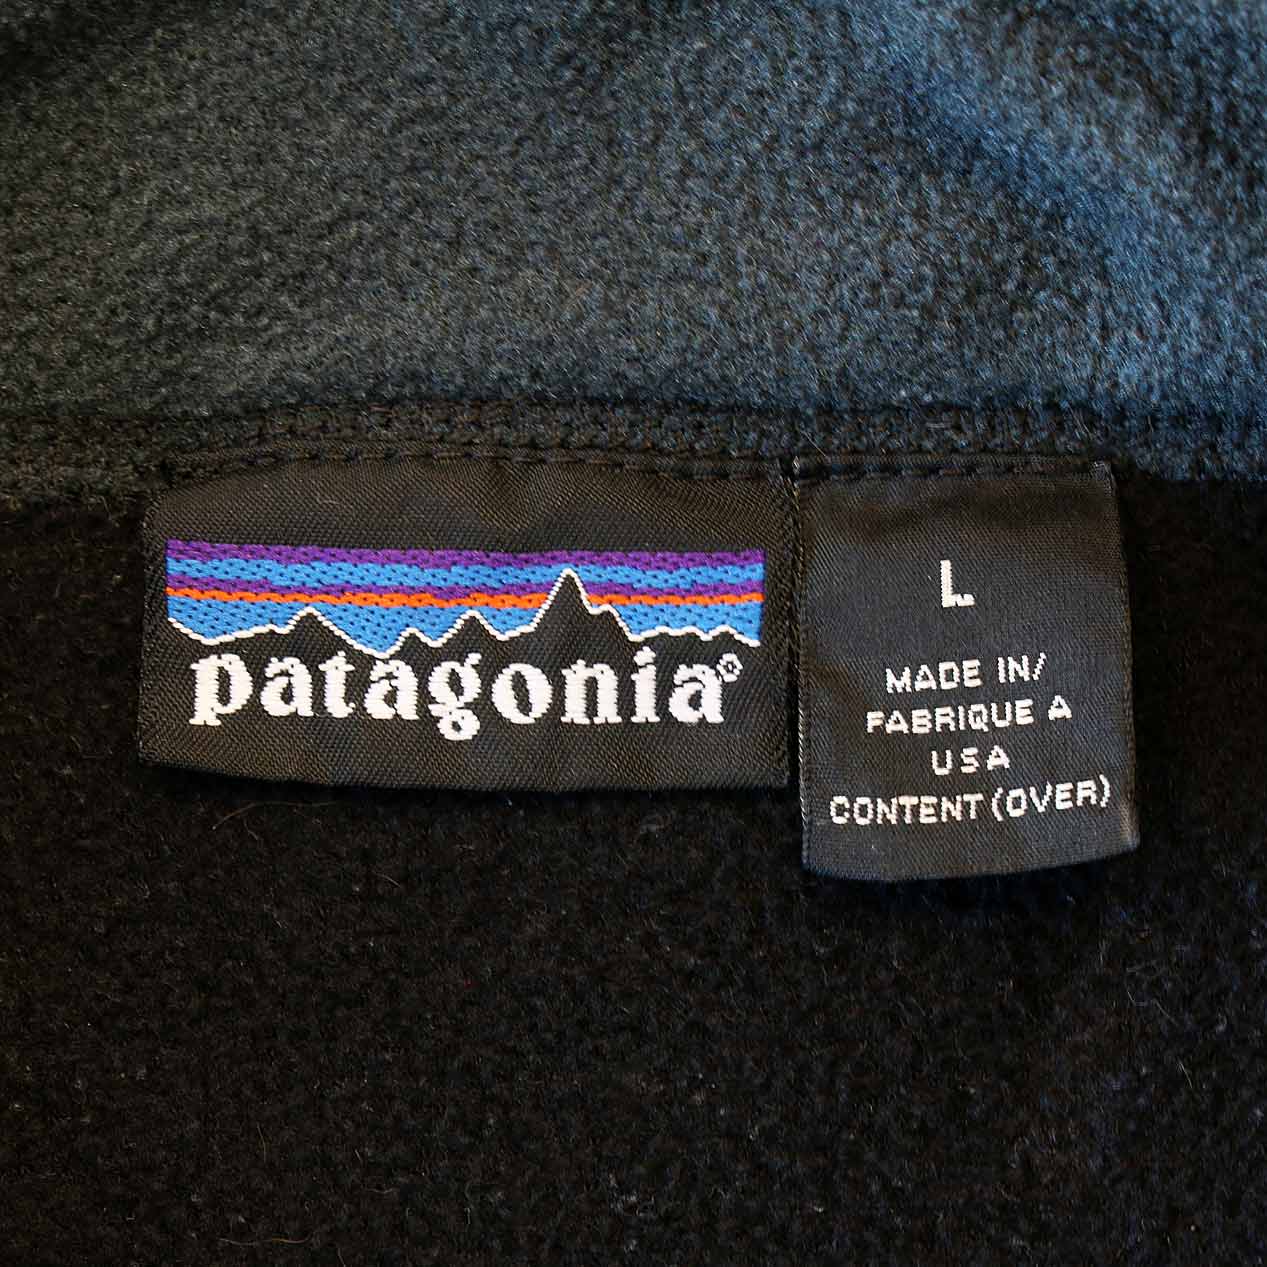 patagonia®
L
MADE IN/
FABRIQUE A
USA
CONTENT (OVER)